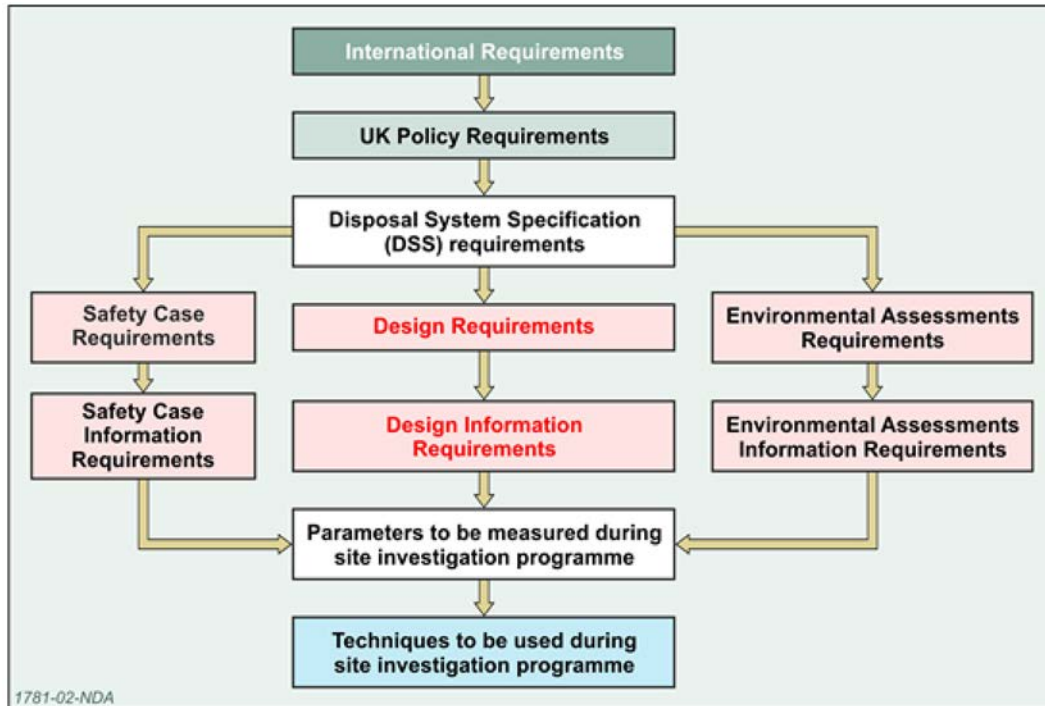 International Requirements
UK Policy Requirements
Disposal System Specification
(DSS) requirements
Safety Case
Requirements
Design Requirements
Environmental Assessments
Requirements
Safety Case
Information
Requirements
Design Information
Requirements
Environmental Assessments
Information Requirements
Parameters to be measured during
site investigation programme
Techniques to be used during
site investigation programme
1781-02-NDA